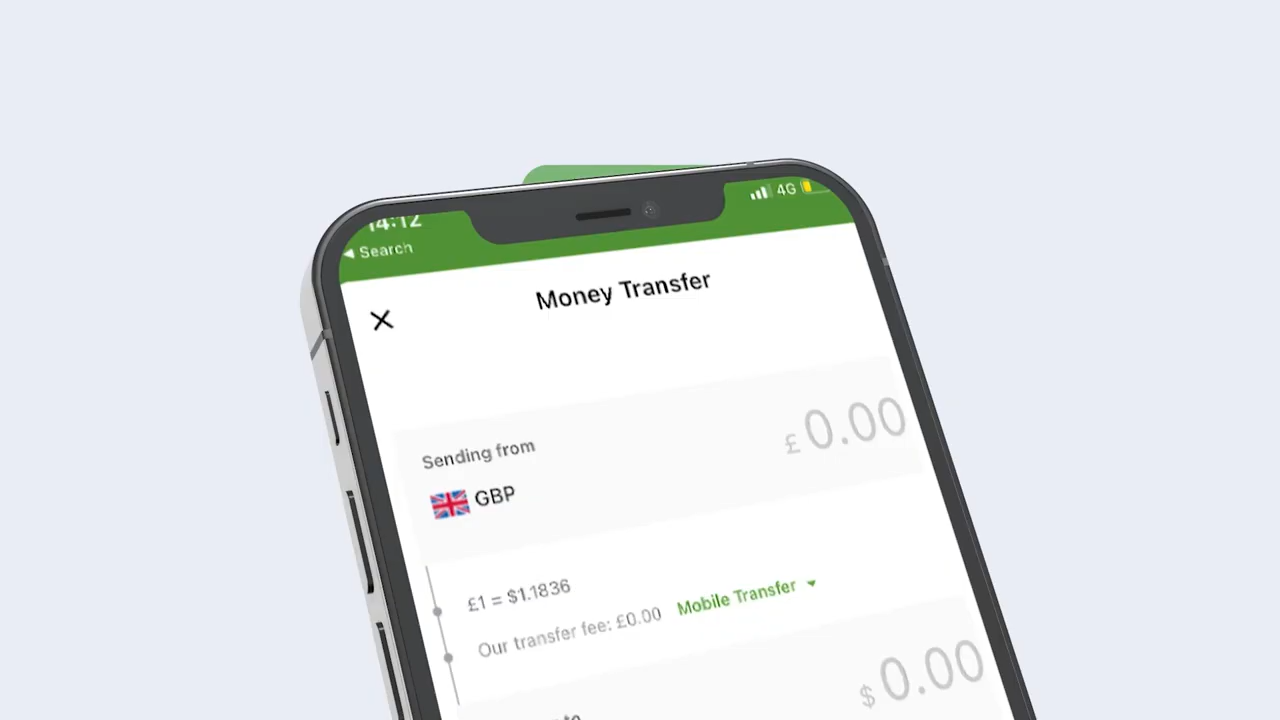 14:12
4G
◀ Search
Money Transfer
Sending from
£ 0.00
GBP
£1 = $1.1836
Our transfer fee: £0.00 Mobile Transfer
$ 0.00
to